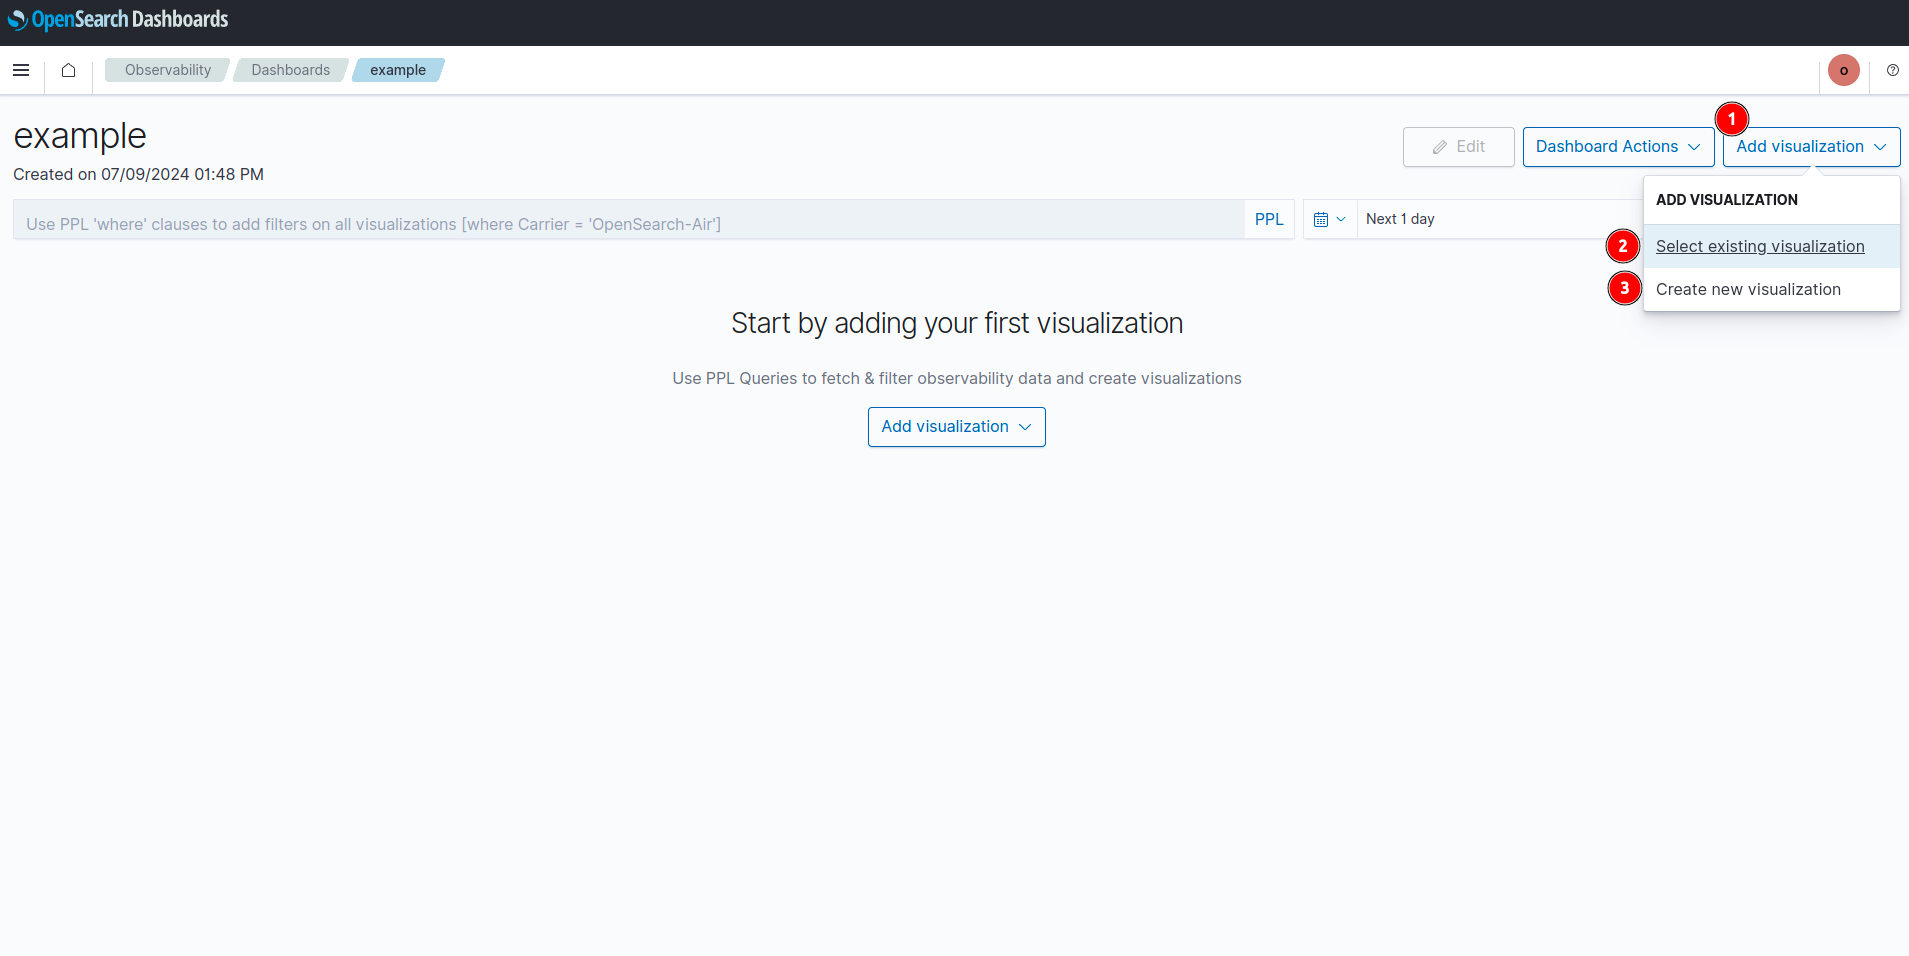 OpenSearch Dashboards
Observability Dashboards example o
example
Created on 07/09/2024 01:48 PM
1
Edit Dashboard Actions Add visualization
ADD VISUALIZATION
Use PPL 'where' clauses to add filters on all visualizations [where Carrier = 'OpenSearch-Air'] PPL Next 1 day
2 Select existing visualization
3 Create new visualization
Start by adding your first visualization
Use PPL Queries to fetch & filter observability data and create visualizations
Add visualization